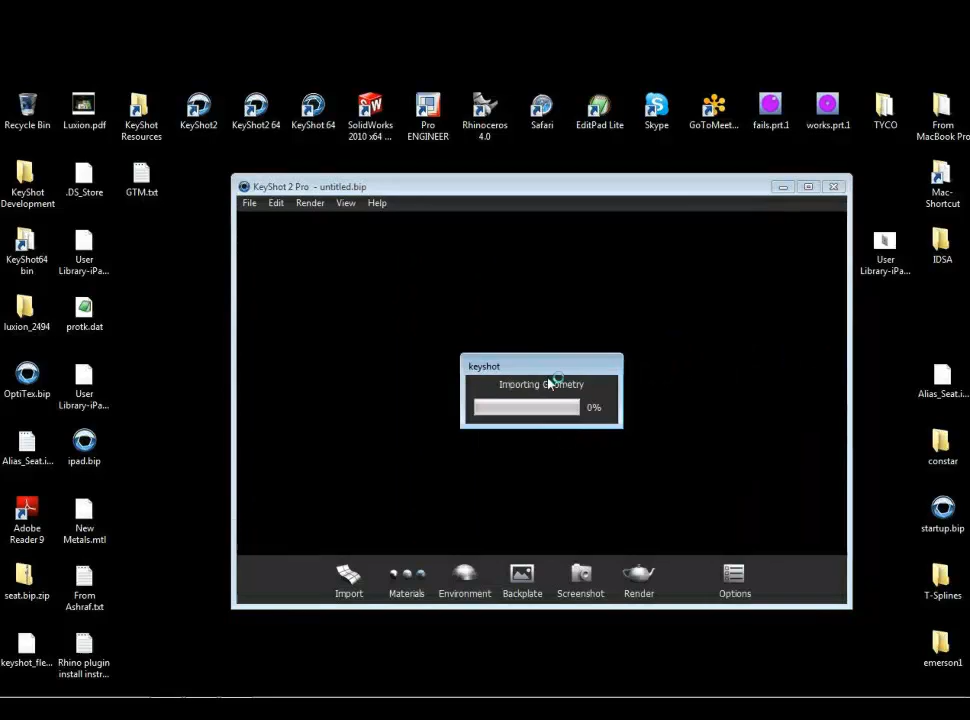 Recycle Bin
Luxion.pdf
KeyShot
Resources
KeyShot2
KeyShot2 64
KeyShot 64
SolidWorks
2010 x64 ...
Pro
ENGINEER
Rhinoceros
4.0
Safari
EditPad Lite
Skype
GoToMeet...
fails.prt.1
works.prt.1
TYCO
From
MacBook Pro
KeyShot
Development
.DS_Store
GTM.txt
KeyShot 2 Pro - untitled.bip
Mac-
Shortcut
File Edit Render View Help
KeyShot64
bin
User
Library-iPa...
User
Library-iPa...
IDSA
luxion_2494
protk.dat
keyshot
Importing Geometry
0%
OptiTex.bip
User
Library-iPa...
Alias_Seat.i...
Alias_Seat.i...
ipad.bip
constar
Adobe
Reader 9
New
Metals.mtl
startup.bip
seat.bip.zip
From
Ashraf.txt
Import Materials Environment Backplate Screenshot Render Options
T-Splines
keyshot_fle...
Rhino plugin
install instr...
emerson1